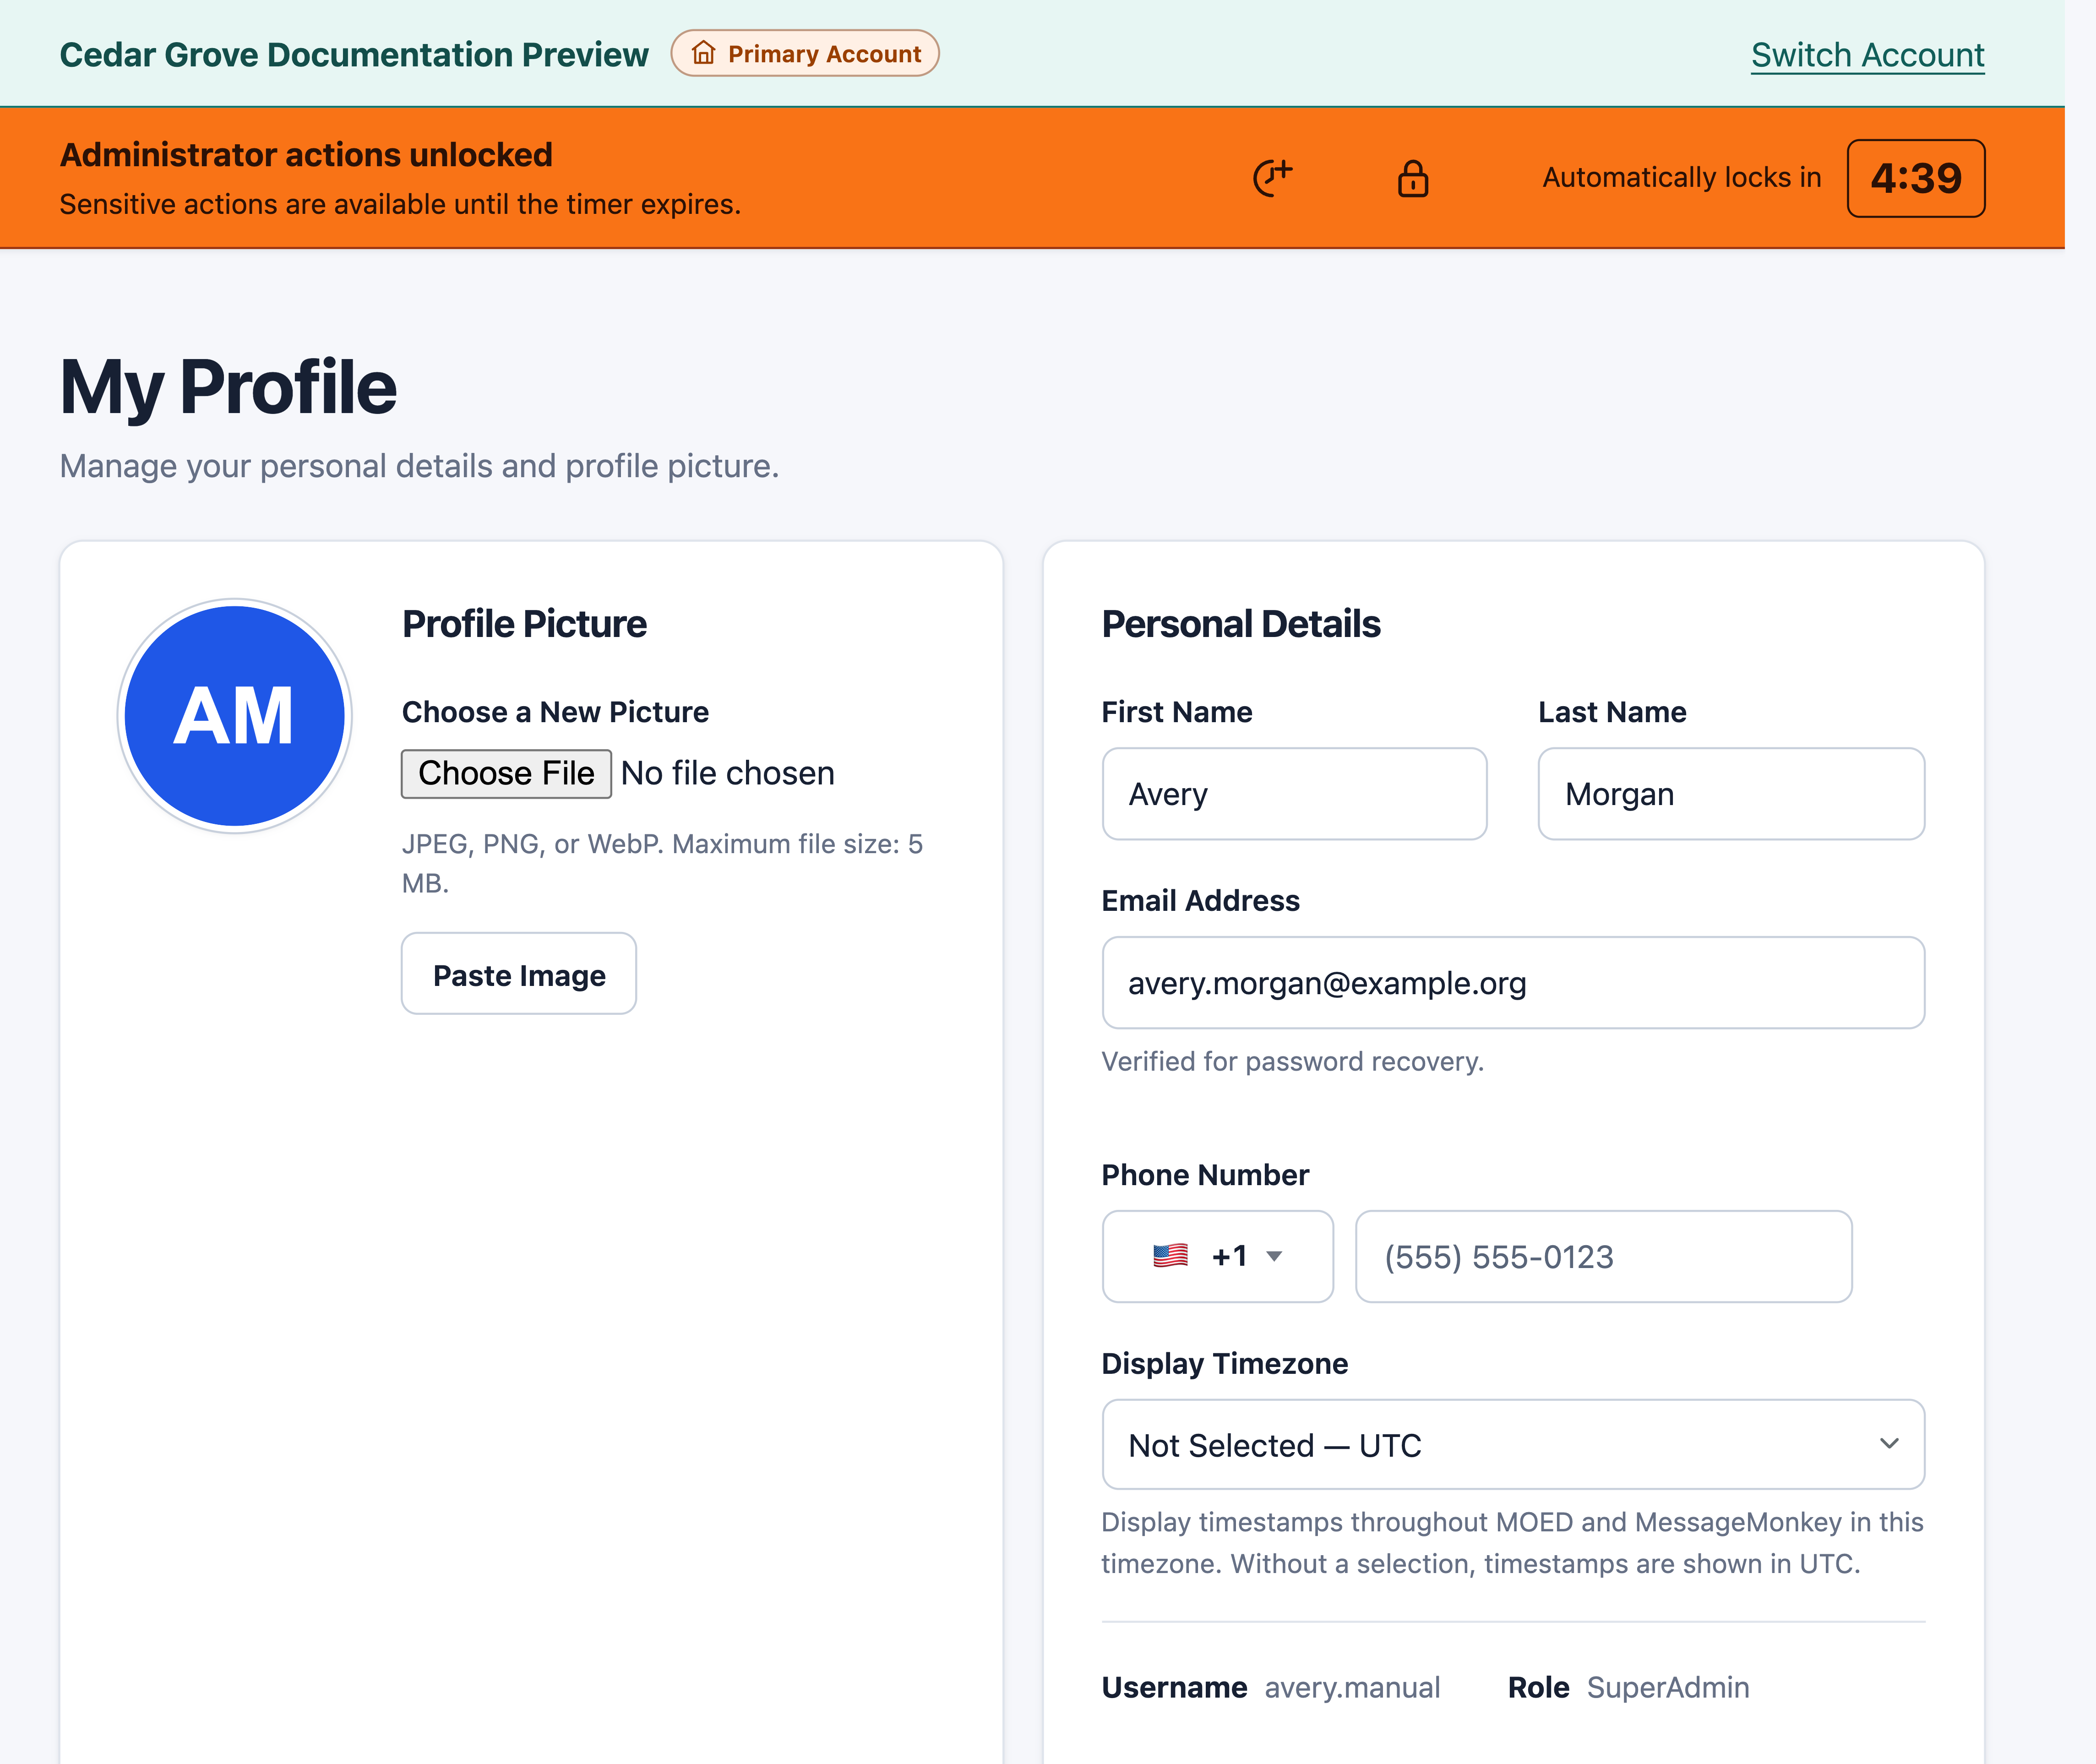 Cedar Grove Documentation Preview
Primary Account
Switch Account
Administrator actions unlocked
Sensitive actions are available until the timer expires.
Automatically locks in
4:39
My Profile
Manage your personal details and profile picture.
AM
Profile Picture
Choose a New Picture
Choose File No file chosen
JPEG, PNG, or WebP. Maximum file size: 5
MB.
Paste Image
Personal Details
First Name
Avery
Last Name
Morgan
Email Address
avery.morgan@example.org
Verified for password recovery.
Phone Number
+1
(555) 555-0123
Display Timezone
Not Selected — UTC
Display timestamps throughout MOED and MessageMonkey in this
timezone. Without a selection, timestamps are shown in UTC.
Username avery.manual
Role SuperAdmin